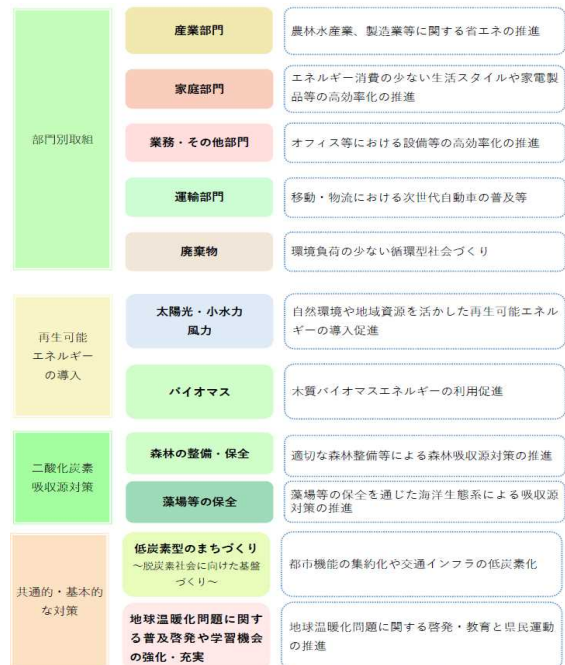 部門別取組
産業部門
農林水産業、製造業等に関する省エネの推進
家庭部門
エネルギー消費の少ない生活スタイルや家電製
品等の高効率化の推進
業務・その他部門
オフィス等における設備等の高効率化の推進
運輸部門
移動・物流における次世代自動車の普及等
廃棄物
環境負荷の少ない循環型社会づくり
再生可能
エネルギー
の導入
太陽光・小水力
風力
自然環境や地域資源を活かした再生可能エネル
ギーの導入促進
バイオマス
木質バイオマスエネルギーの利用促進
二酸化炭素
吸収源対策
森林の整備・保全
適切な森林整備等による森林吸収源対策の推進
藻場等の保全
藻場等の保全を通じた海洋生態系による吸収源
対策の推進
共通的・基本的
な対策
低炭素型のまちづくり
～脱炭素社会に向けた基盤
づくり～
都市機能の集約化や交通インフラの低炭素化
地球温暖化問題に関す
る普及啓発や学習機会
の強化・充実
地球温暖化問題に関する啓発・教育と県民運動
の推進